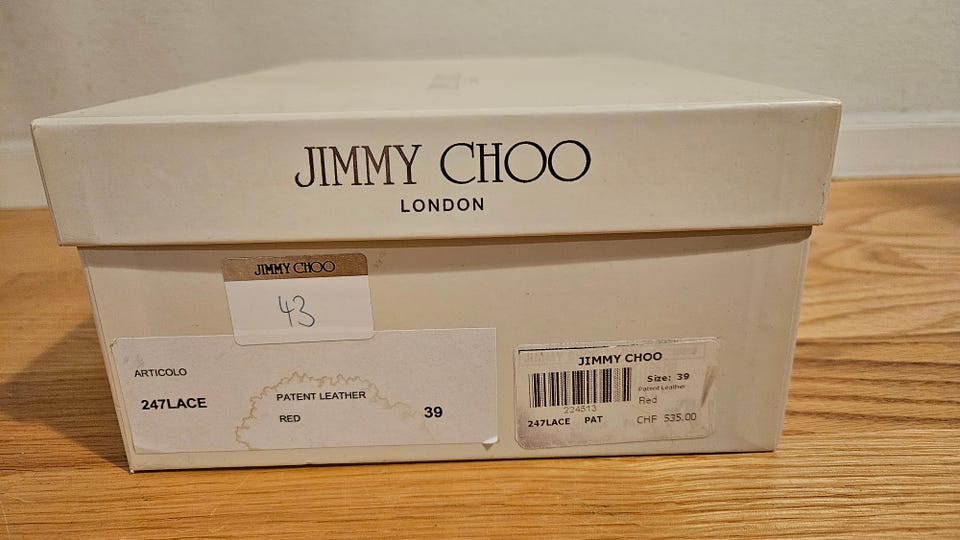 JIMMY CHOO
LONDON
JIMMY CHOO
43
ARTICOLO
247LACE
PATENT LEATHER
RED
39
JIMMY CHOO
Size: 39
Patent Leather
Red
224513
247LACE PAT CHF 535.00